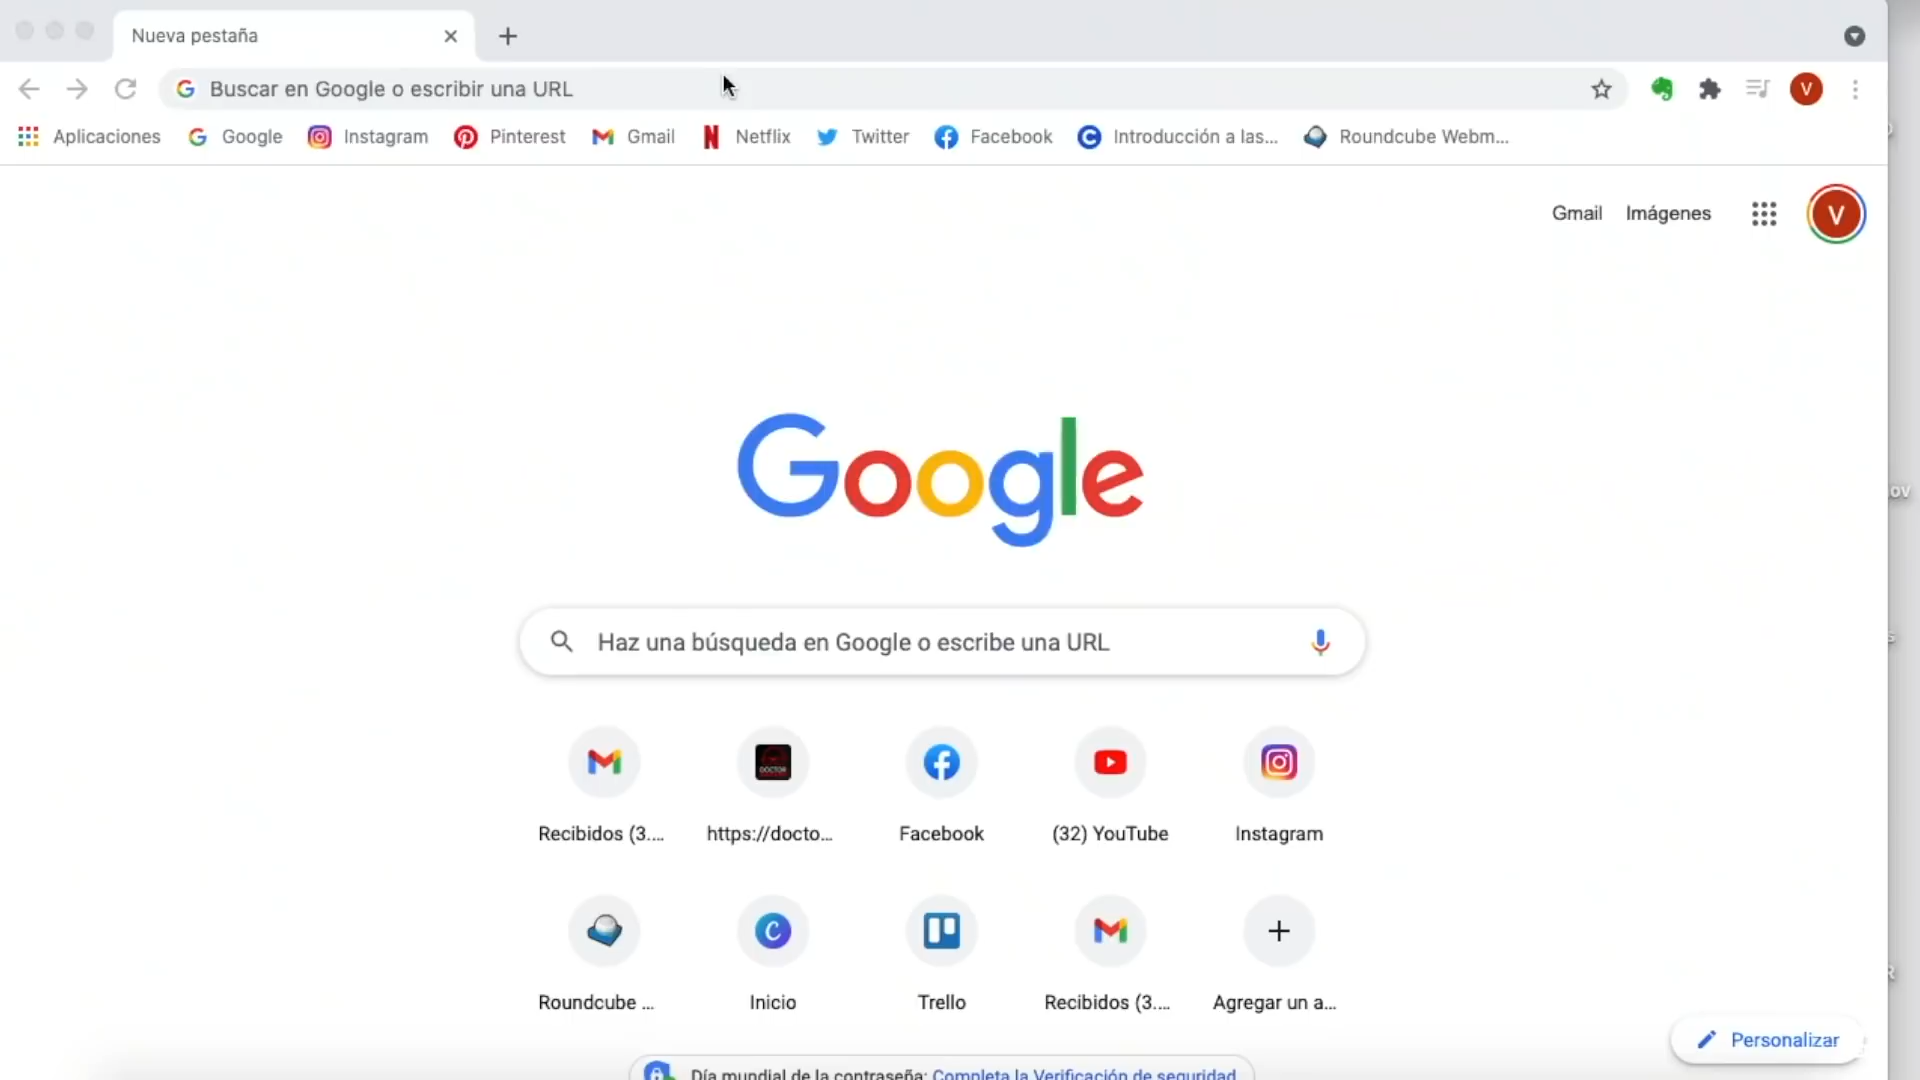 Nueva pestaña
Buscar en Google o escribir una URL
V
Aplicaciones Google Instagram Pinterest Gmail Netflix Twitter Facebook Introducción a las... Roundcube Webm...
Gmail Imágenes V
Google
Haz una búsqueda en Google o escribe una URL
DOCTOR
Recibidos (3.... https://docto... Facebook (32) YouTube Instagram
Roundcube ... Inicio Trello Recibidos (3.... Agregar un a...
Personalizar
Día mundial de la contraseña: Completa la Verificación de seguridad